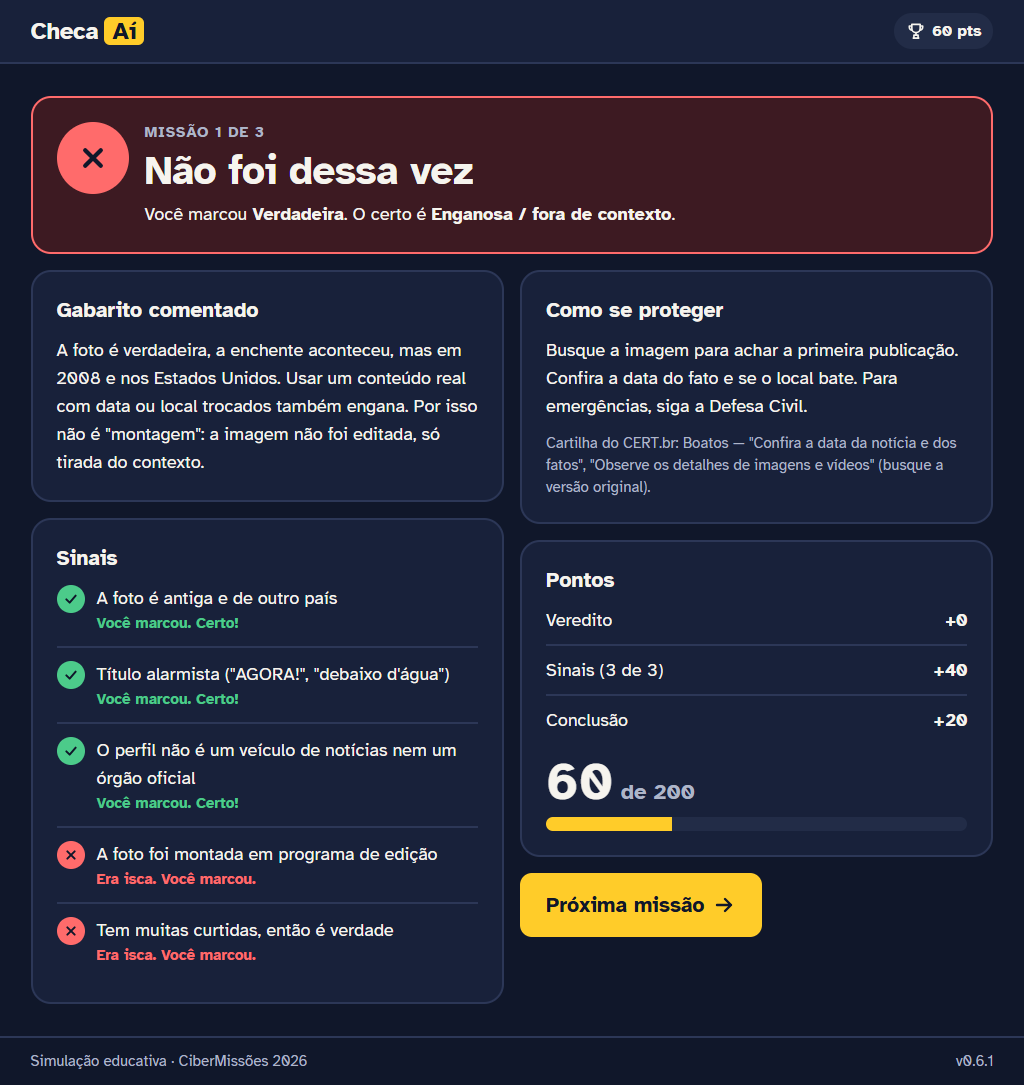 Checa Aí
60 pts
MISSÃO 1 DE 3
Não foi dessa vez
Você marcou Verdadeira. O certo é Enganosa / fora de contexto.
Gabarito comentado
A foto é verdadeira, a enchente aconteceu, mas em
2008 e nos Estados Unidos. Usar um conteúdo real
com data ou local trocados também engana. Por isso
não é "montagem": a imagem não foi editada, só
tirada do contexto.
Sinais
A foto é antiga e de outro país
Você marcou. Certo!
Título alarmista ("AGORA!", "debaixo d'água")
Você marcou. Certo!
O perfil não é um veículo de notícias nem um
órgão oficial
Você marcou. Certo!
A foto foi montada em programa de edição
Era isca. Você marcou.
Tem muitas curtidas, então é verdade
Era isca. Você marcou.
Como se proteger
Busque a imagem para achar a primeira publicação.
Confira a data do fato e se o local bate. Para
emergências, siga a Defesa Civil.
Cartilha do CERT.br: Boatos — "Confira a data da notícia e dos
fatos", "Observe os detalhes de imagens e vídeos" (busque a
versão original).
Pontos
Veredito +0
Sinais (3 de 3) +40
Conclusão +20
60 de 200
Próxima missão →
Simulação educativa · CiberMissões 2026
v0.6.1